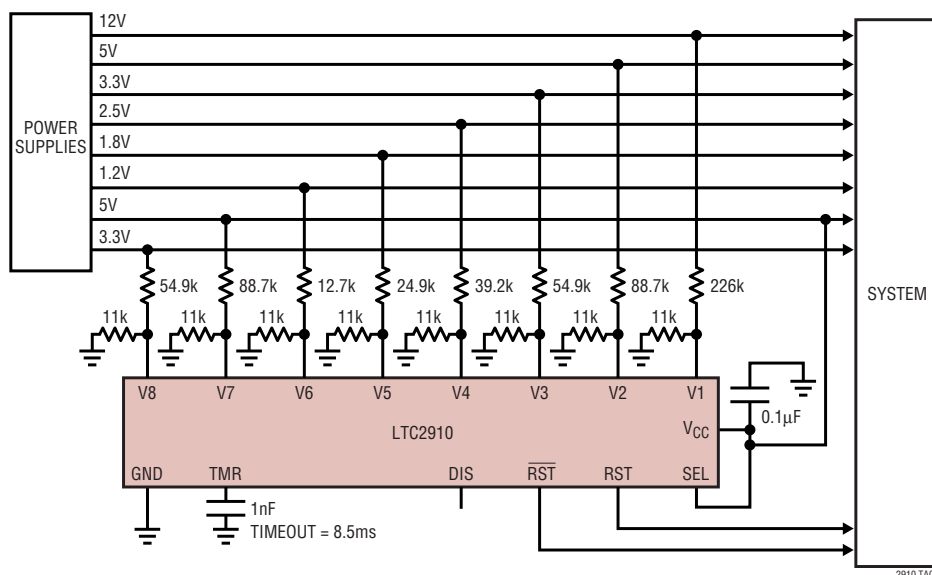 12V
5V
3.3V
2.5V
1.8V
1.2V
5V
3.3V
POWER
SUPPLIES
SYSTEM
54.9k
88.7k
12.7k
24.9k
39.2k
54.9k
88.7k
226k
11k
11k
11k
11k
11k
11k
11k
11k
V8
V7
V6
V5
V4
V3
V2
V1
0.1µF
VCC
LTC2910
GND
TMR
DIS
RST
RST
SEL
1nF
TIMEOUT = 8.5ms